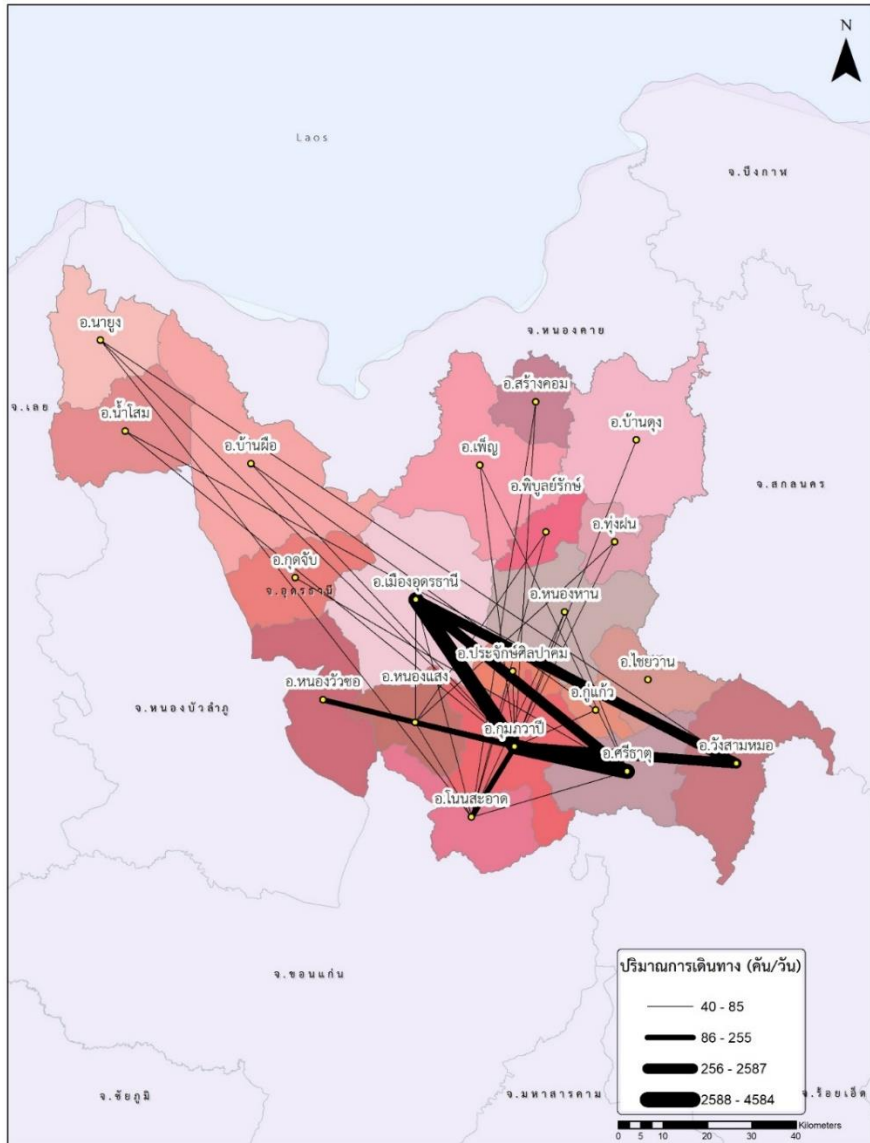 N
Laos
จ.บึงกาฬ
จ.หนองคาย
อ.นายูง
อ.สร้างคอม
จ.เลย
อ.น้ำโสม
อ.บ้านดุง
อ.บ้านผือ
อ.เพ็ญ
จ.สกลนคร
อ.พิบูลย์รักษ์
อ.ทุ่งฝน
อ.กุดจับ
จ.อุดรธานี
อ.เมืองอุดรธานี
อ.หนองหาน
อ.ประจักษ์ศิลปาคม
อ.หนองวัวซอ
อ.หนองแสง
อ.ไชยวาน
จ.หนองบัวลำภู
อ.กู่แก้ว
อ.กุมภวาปี
อ.ศรีธาตุ
อ.วังสามหมอ
อ.โนนสะอาด
จ.ขอนแก่น
ปริมาณการเดินทาง (คัน/วัน)
40 - 85
86 - 255
256 - 2587
2588 - 4584
จ.ชัยภูมิ
จ.มหาสารคาม
จ.ร้อยเอ็ด
Kilometers
0 5 10 20 30 40